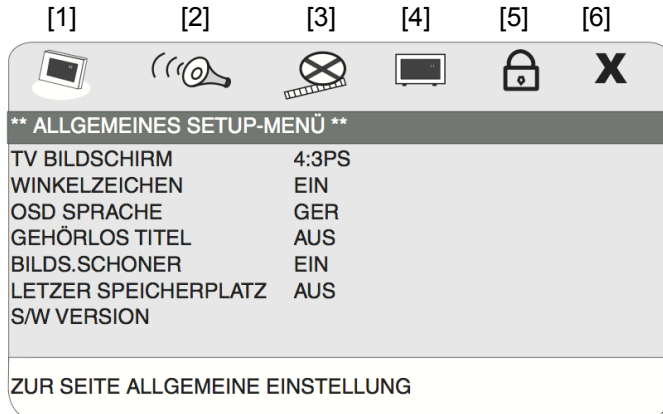 [1] [2] [3] [4] [5] [6]
X
** ALLGEMEINES SETUP-MENÜ **
TV BILDSCHIRM 4:3PS
WINKELZEICHEN EIN
OSD SPRACHE GER
GEHÖRLOS TITEL AUS
BILDS.SCHONER EIN
LETZER SPEICHERPLATZ AUS
S/W VERSION
ZUR SEITE ALLGEMEINE EINSTELLUNG